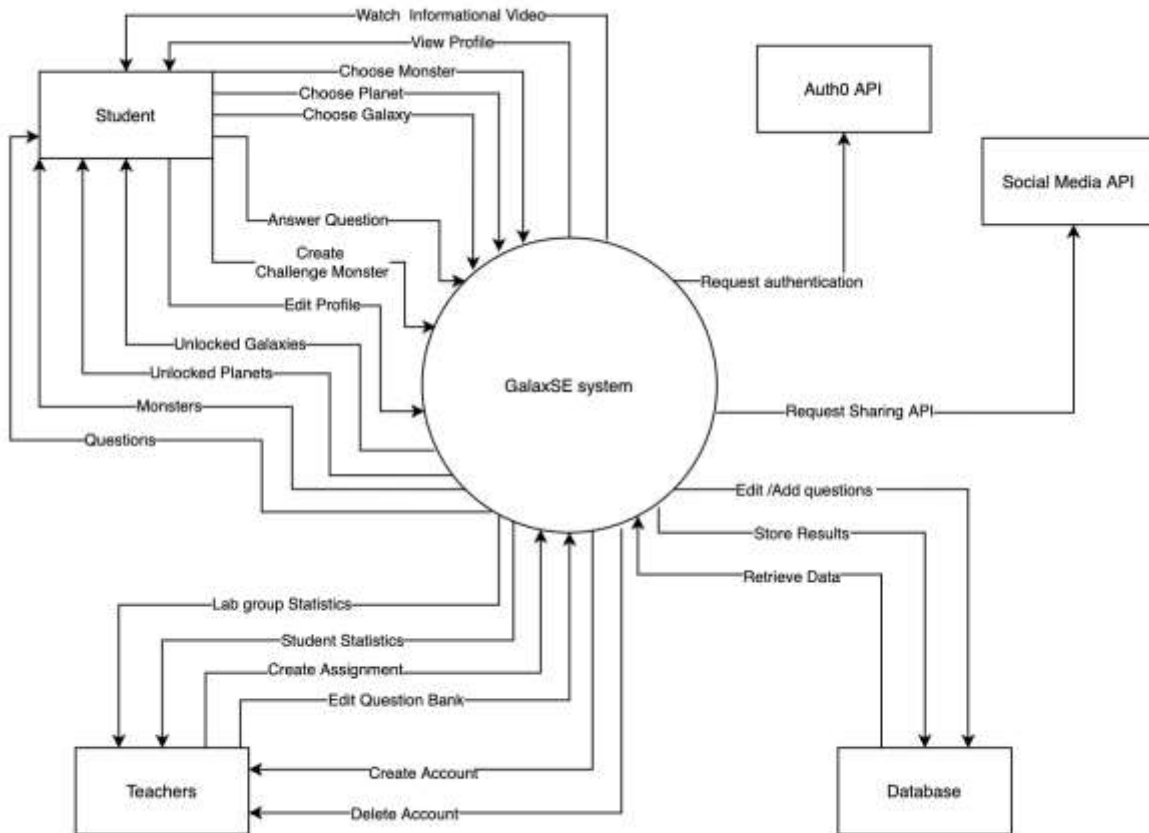 Watch Informational Video
View Profile
Choose Monster
Choose Planet
Choose Galaxy
Student
Auth0 API
Social Media API
Answer Question
Create
Challenge Monster
Edit Profile
Request authentication
Unlocked Galaxies
Unlocked Planets
Monsters
Questions
GalaxSE system
Request Sharing API
Edit /Add questions
Store Results
Retrieve Data
Lab group Statistics
Student Statistics
Create Assignment
Edit Question Bank
Create Account
Delete Account
Teachers
Database